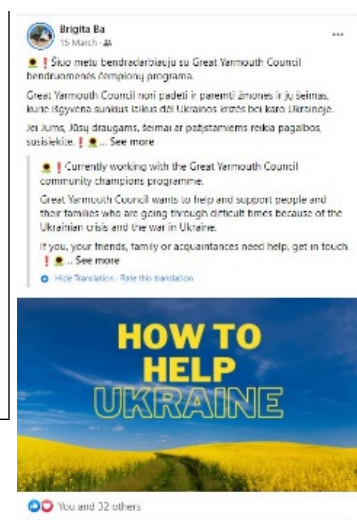 Brigita Ba
15 March
Šiuo metu bendradarbiauju su Great Yarmouth Council
bendruomenės čempionų programa.
Great Yarmouth Council nori padėti ir paremti žmones ir jų šeimas,
kurie išgyvena sunkius laikus dėl Ukrainos krizės bei karo Ukrainoje.
Jei Jums, Jūsų draugams, šeimai ar pažįstamiems reikia pagalbos,
susisiekite. ❗ 🌻 ... See more
🌻 ❗ Currently working with the Great Yarmouth Council
community champions programme.
Great Yarmouth Council wants to help and support people and
their families who are going through difficult times because of the
Ukrainian crisis and the war in Ukraine.
If you, your friends, family or acquaintances need help, get in touch.
❗ 🌻 ... See more
Hide Translation · Rate this translation
HOW TO
HELP
UKRAINE
You and 32 others